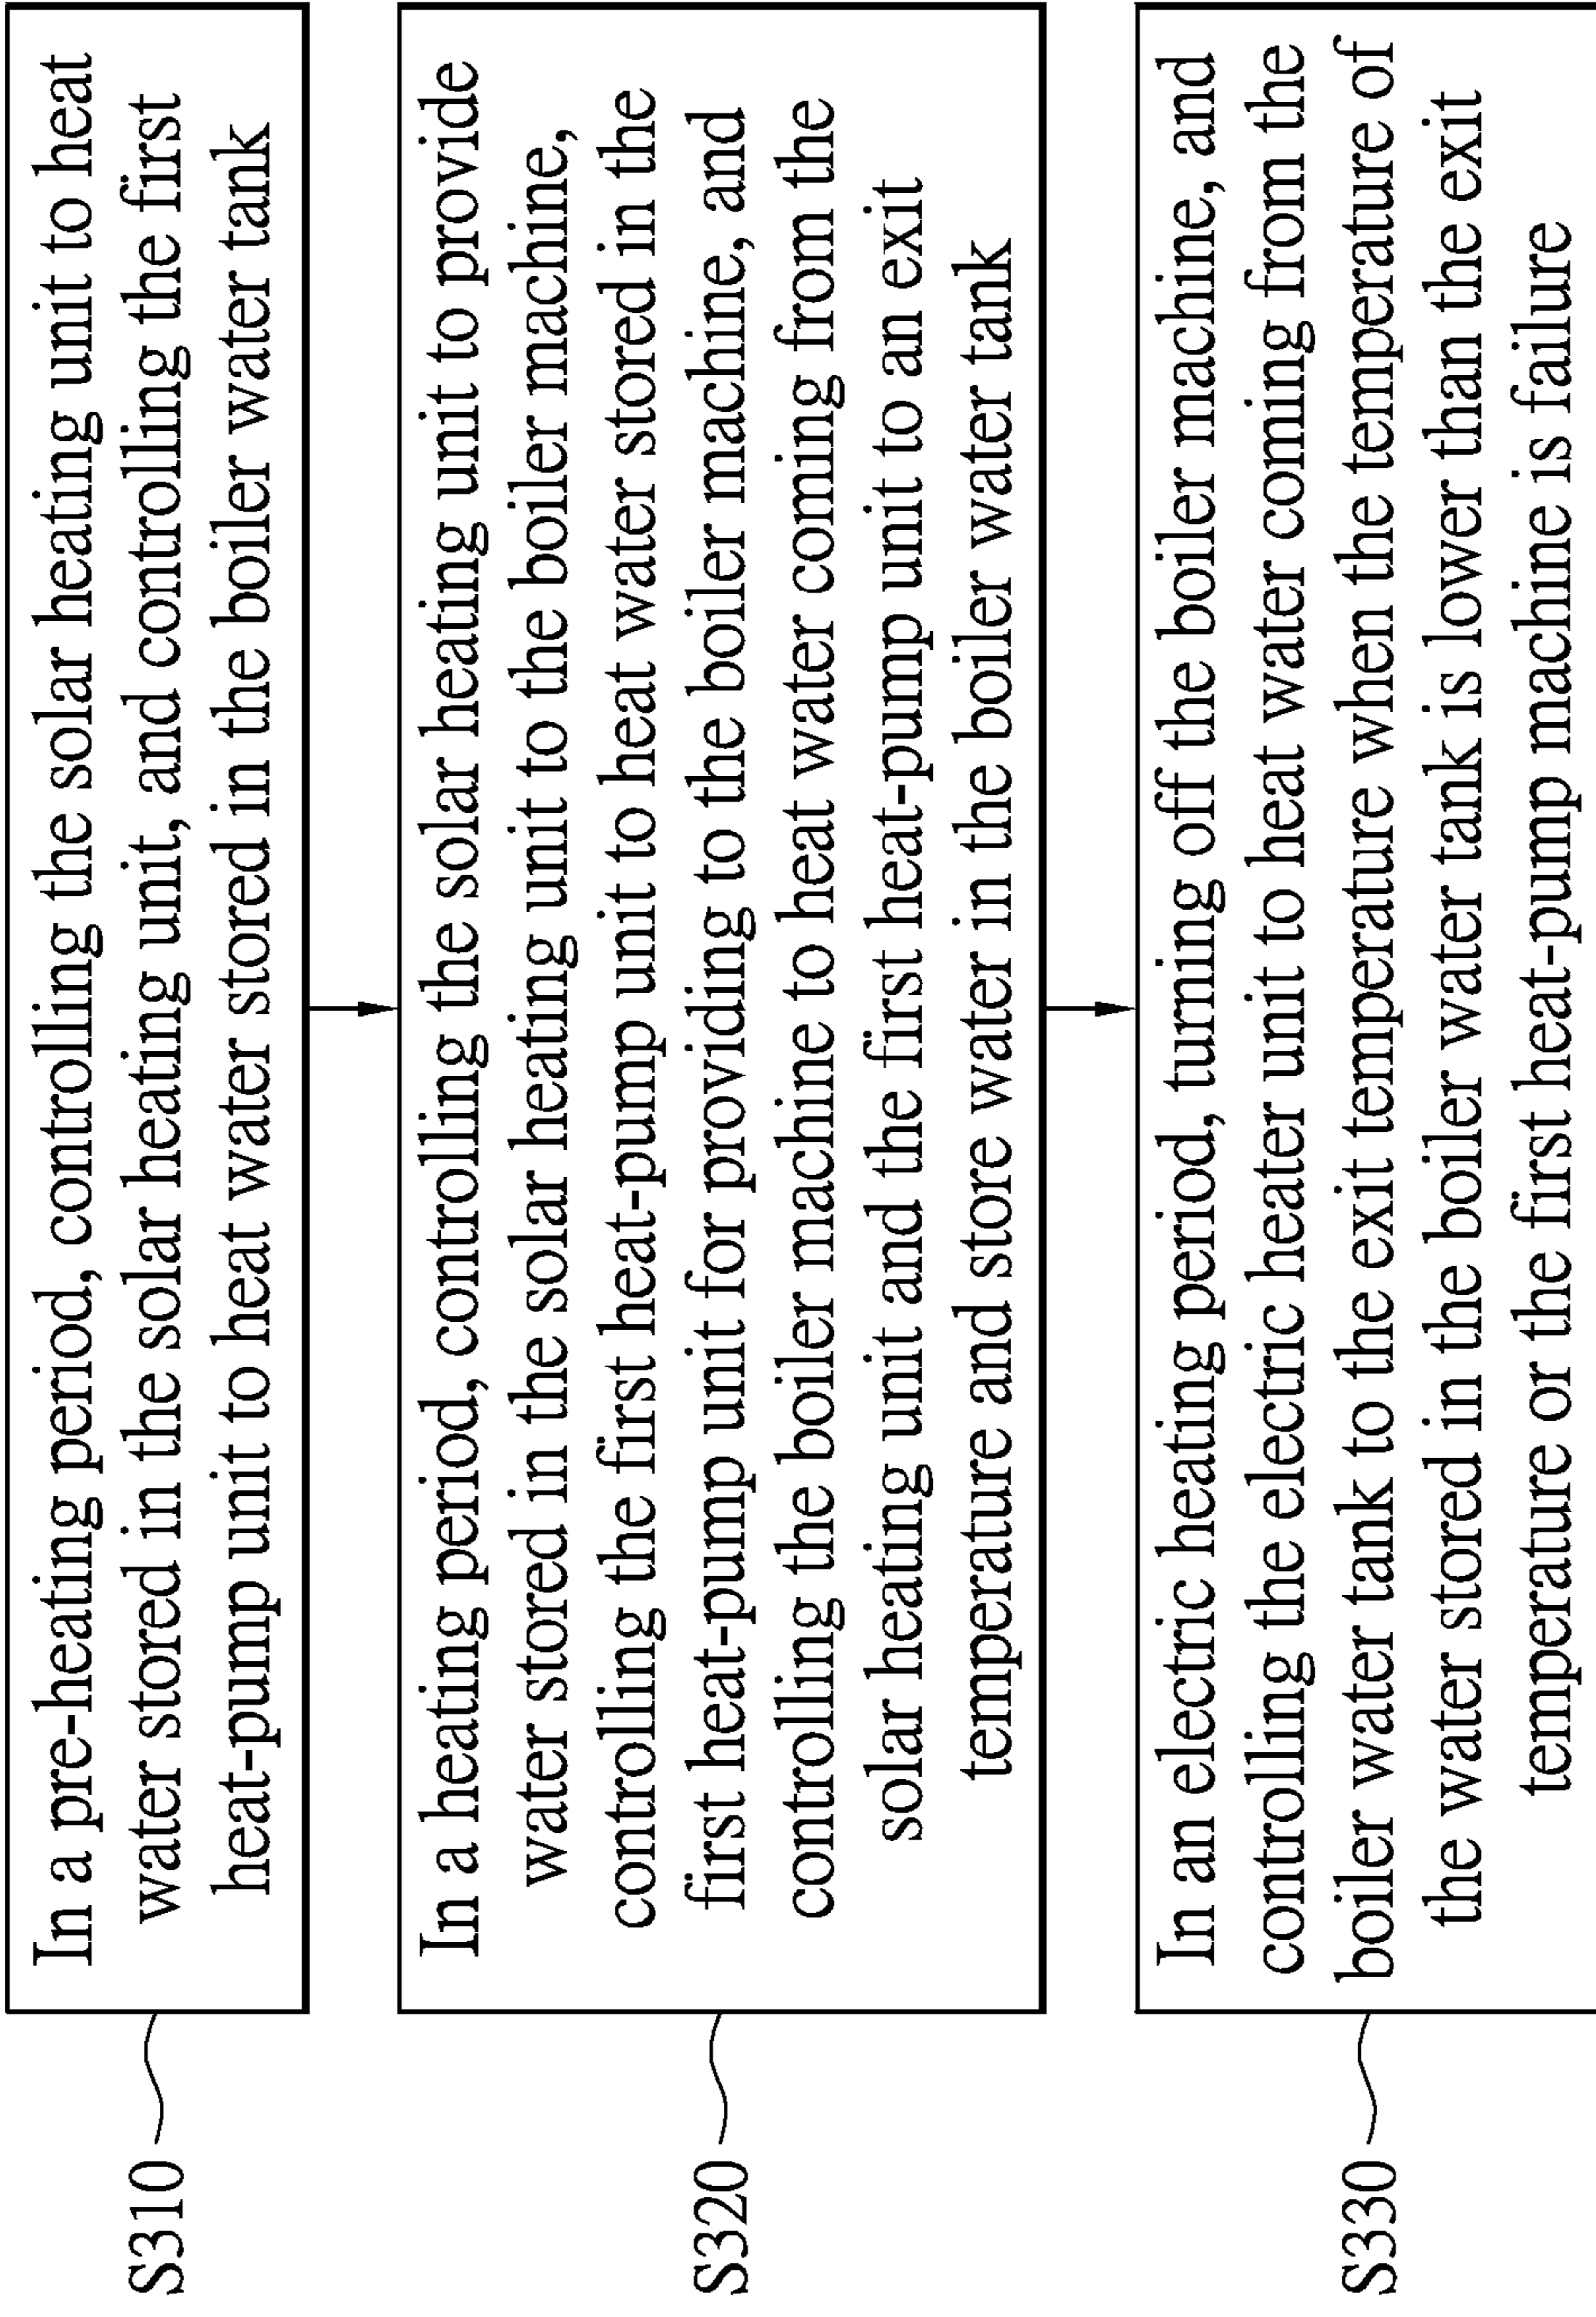 S310
In a pre-heating period, controlling the solar heating unit to heat
water stored in the solar heating unit, and controlling the first
heat-pump unit to heat water stored in the boiler water tank
S320
In a heating period, controlling the solar heating unit to provide
water stored in the solar heating unit to the boiler machine,
controlling the first heat-pump unit to heat water stored in the
first heat-pump unit for providing to the boiler machine, and
controlling the boiler machine to heat water coming from the
solar heating unit and the first heat-pump unit to an exit
temperature and store water in the boiler water tank
S330
In an electric heating period, turning off the boiler machine, and
controlling the electric heater unit to heat water coming from the
boiler water tank to the exit temperature when the temperature of
the water stored in the boiler water tank is lower than the exit
temperature or the first heat-pump machine is failure